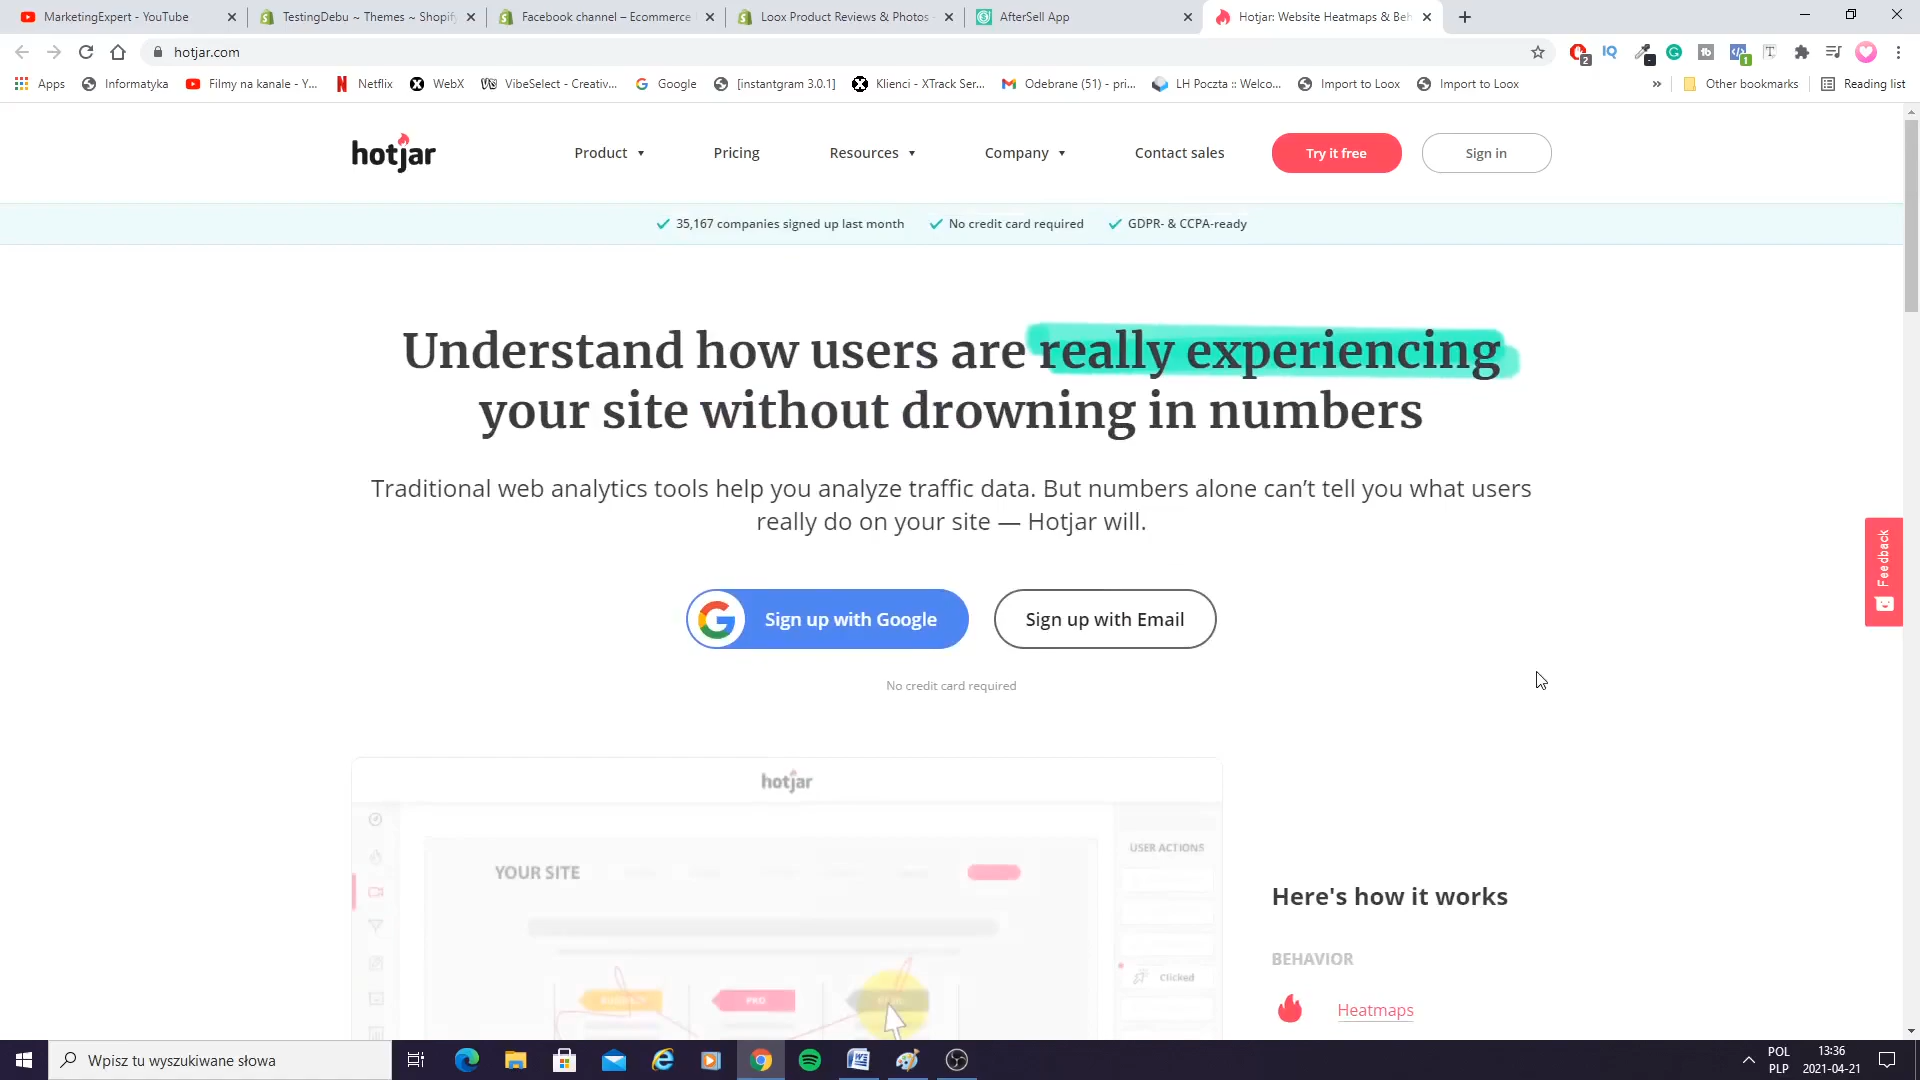 MarketingExpert - YouTube
TestingDebu ~ Themes ~ Shopify
Facebook channel – Ecommerce
Loox Product Reviews & Photos
AfterSell App
Hotjar: Website Heatmaps & Beh
hotjar.com
Apps
Informatyka
Filmy na kanale - Y...
Netflix
WebX
VibeSelect - Creativ...
Google
[instantgram 3.0.1]
Klienci - XTrack Ser...
Odebrane (51) - pri...
LH Poczta :: Welco...
Import to Loox
Import to Loox
Other bookmarks
Reading list
hotjar
Product
Pricing
Resources
Company
Contact sales
Try it free
Sign in
35,167 companies signed up last month
No credit card required
GDPR- & CCPA-ready
Understand how users are really experiencing
your site without drowning in numbers
Traditional web analytics tools help you analyze traffic data. But numbers alone can’t tell you what users
really do on your site — Hotjar will.
Sign up with Google
Sign up with Email
No credit card required
Feedback
hotjar
USER ACTIONS
YOUR SITE
Here's how it works
BEHAVIOR
Clicked
PRO
Heatmaps
Wpisz tu wyszukiwane słowa
POL
PLP
13:36
2021-04-21